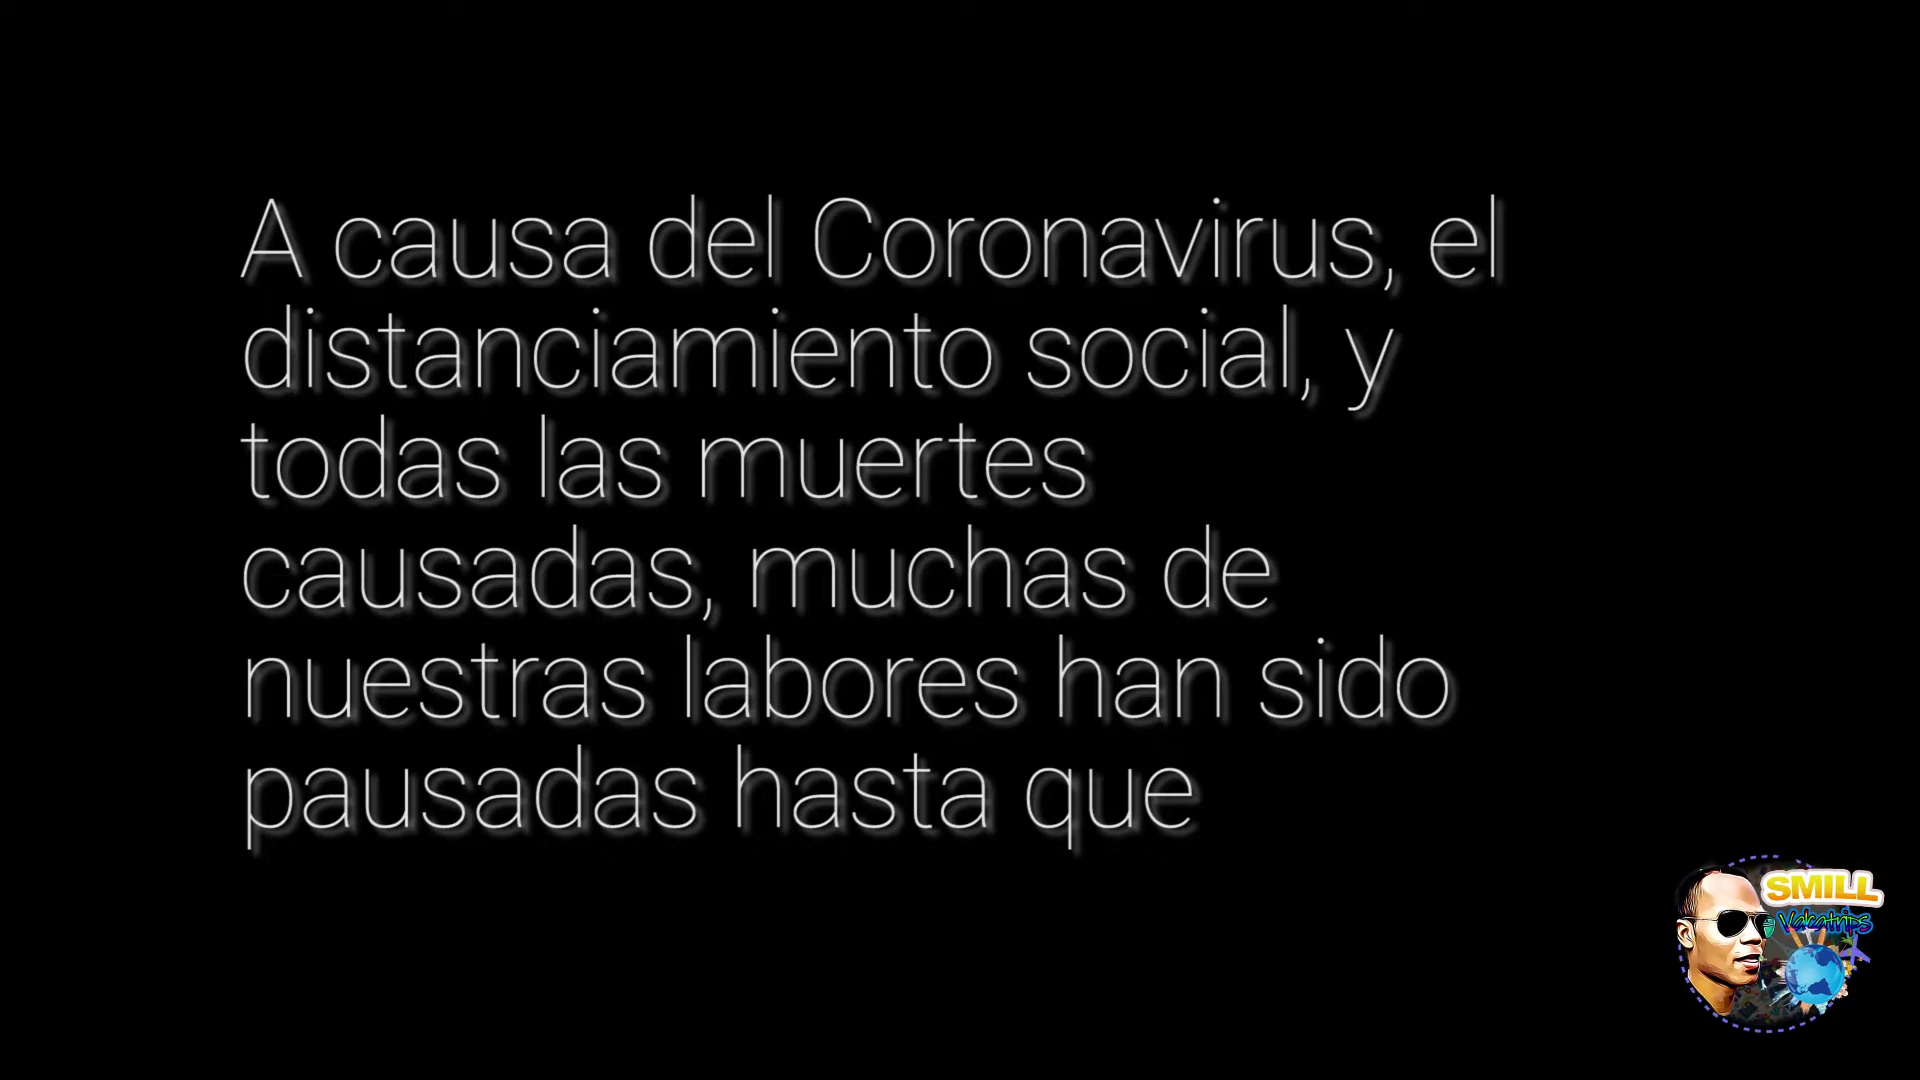 A causa del Coronavirus, el
distanciamiento social, y
todas las muertes
causadas, muchas de
nuestras labores han sido
pausadas hasta que
SMILL
Vakatrips